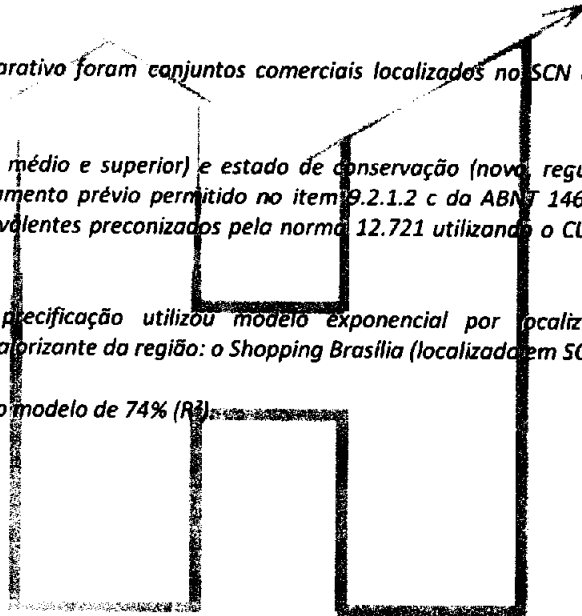 arativo foram conjuntos comerciais localizados no SCN
médio e superior) e estado de conservação (novo, regu
amento prévio permitido no item 9.2.1.2 c da ABNT 146
valentes preconizados pela norma 12.721 utilizando o CU
precificação utilizou modelo exponencial por localiz
alorizante da região: o Shopping Brasília (localizado em SC
o modelo de 74% (R²).